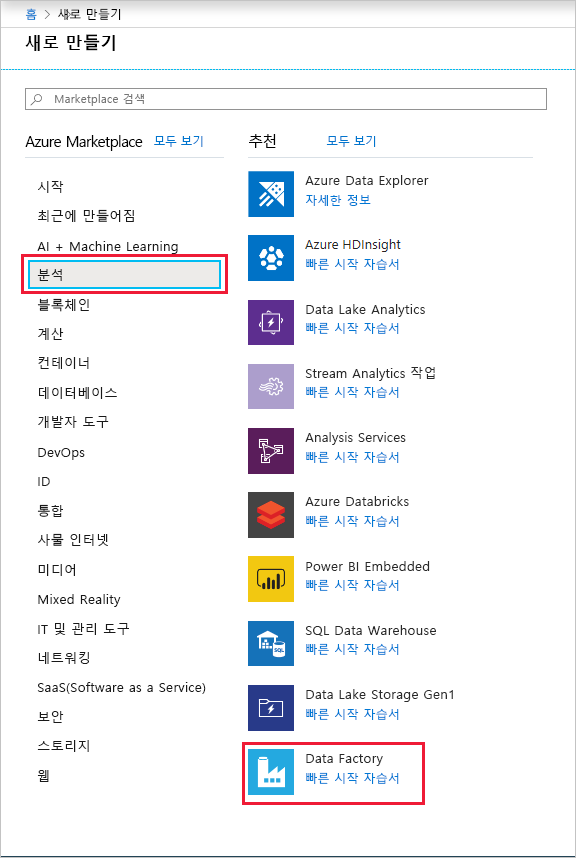 홈 > 새로 만들기
새로 만들기
Marketplace 검색
Azure Marketplace 모두 보기
시작
최근에 만들어짐
AI + Machine Learning
분석
블록체인
계산
컨테이너
데이터베이스
개발자 도구
DevOps
ID
통합
사물 인터넷
미디어
Mixed Reality
IT 및 관리 도구
네트워킹
SaaS(Software as a Service)
보안
스토리지
웹
추천 모두 보기
Azure Data Explorer
자세한 정보
Azure HDInsight
빠른 시작 자습서
Data Lake Analytics
빠른 시작 자습서
Stream Analytics 작업
빠른 시작 자습서
Analysis Services
빠른 시작 자습서
Azure Databricks
빠른 시작 자습서
Power BI Embedded
빠른 시작 자습서
SQL
SQL Data Warehouse
빠른 시작 자습서
Data Lake Storage Gen1
빠른 시작 자습서
Data Factory
빠른 시작 자습서